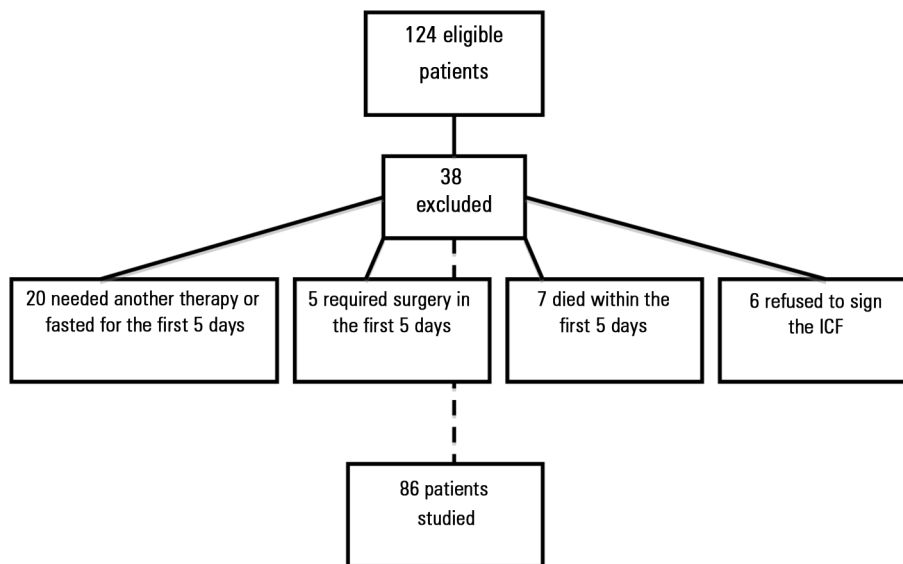 124 eligible
patients
38
excluded
20 needed another therapy or
fasted for the first 5 days
5 required surgery in
the first 5 days
7 died within the
first 5 days
6 refused to sign
the ICF
86 patients
studied